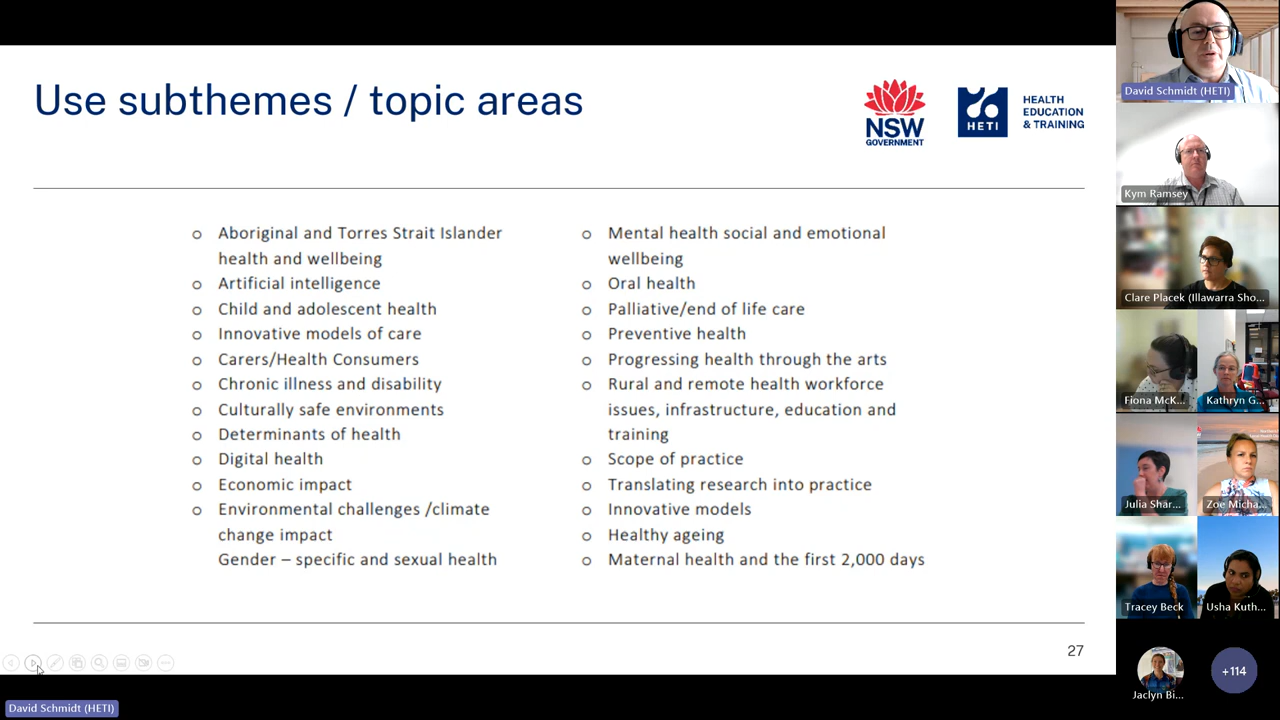 Use subthemes / topic areas
NSW
GOVERNMENT
HETI
HEALTH
EDUCATION
& TRAINING
o Aboriginal and Torres Strait Islander
health and wellbeing
o Artificial intelligence
o Child and adolescent health
o Innovative models of care
o Carers/Health Consumers
o Chronic illness and disability
o Culturally safe environments
o Determinants of health
o Digital health
o Economic impact
o Environmental challenges /climate
change impact
Gender – specific and sexual health
o Mental health social and emotional
wellbeing
o Oral health
o Palliative/end of life care
o Preventive health
o Progressing health through the arts
o Rural and remote health workforce
issues, infrastructure, education and
training
o Scope of practice
o Translating research into practice
o Innovative models
o Healthy ageing
o Maternal health and the first 2,000 days
27
David Schmidt (HETI)
David Schmidt (HETI)
Kym Ramsey
Clare Placek (Illawarra Sho...
Fiona McK...
Kathryn G...
Julia Shar...
Zoe Micha...
Tracey Beck
Usha Kuth...
Jaclyn Bi...
+114